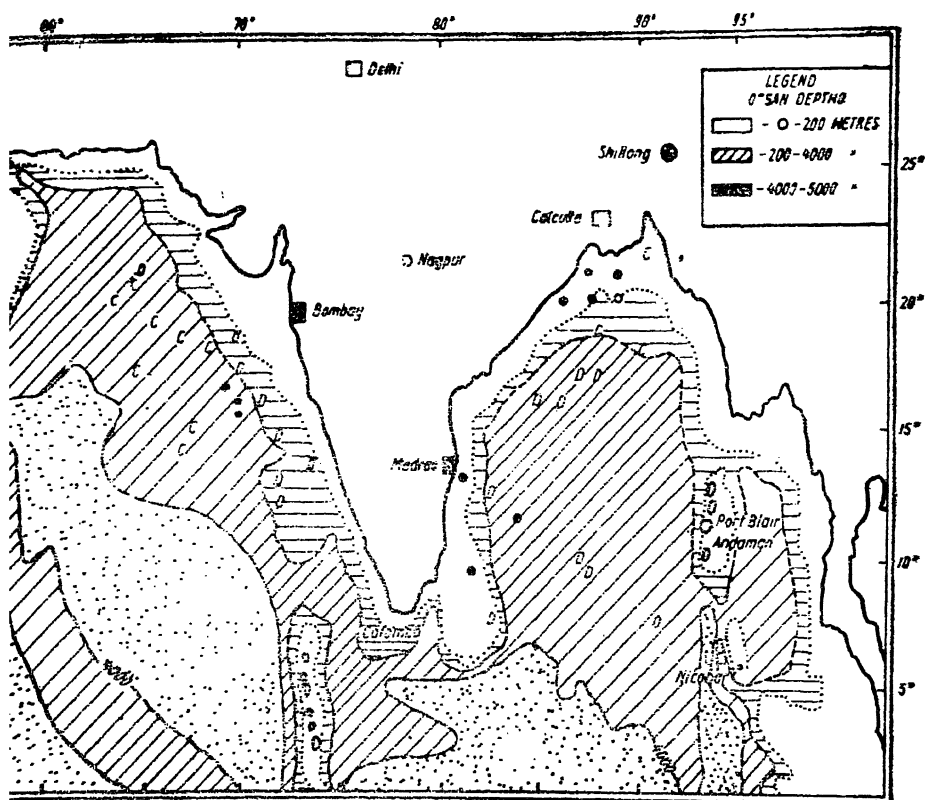 60° 70° 80° 90° 95°
Delhi
LEGEND
- 0 -200 METRES
-200-4000 "
-4000-5000 "
Shillong
25°
Calcutta
Nagpur
20°
Bombay
15°
Madras
Port Blair
Andaman
10°
Colombo
Nicobar
5°